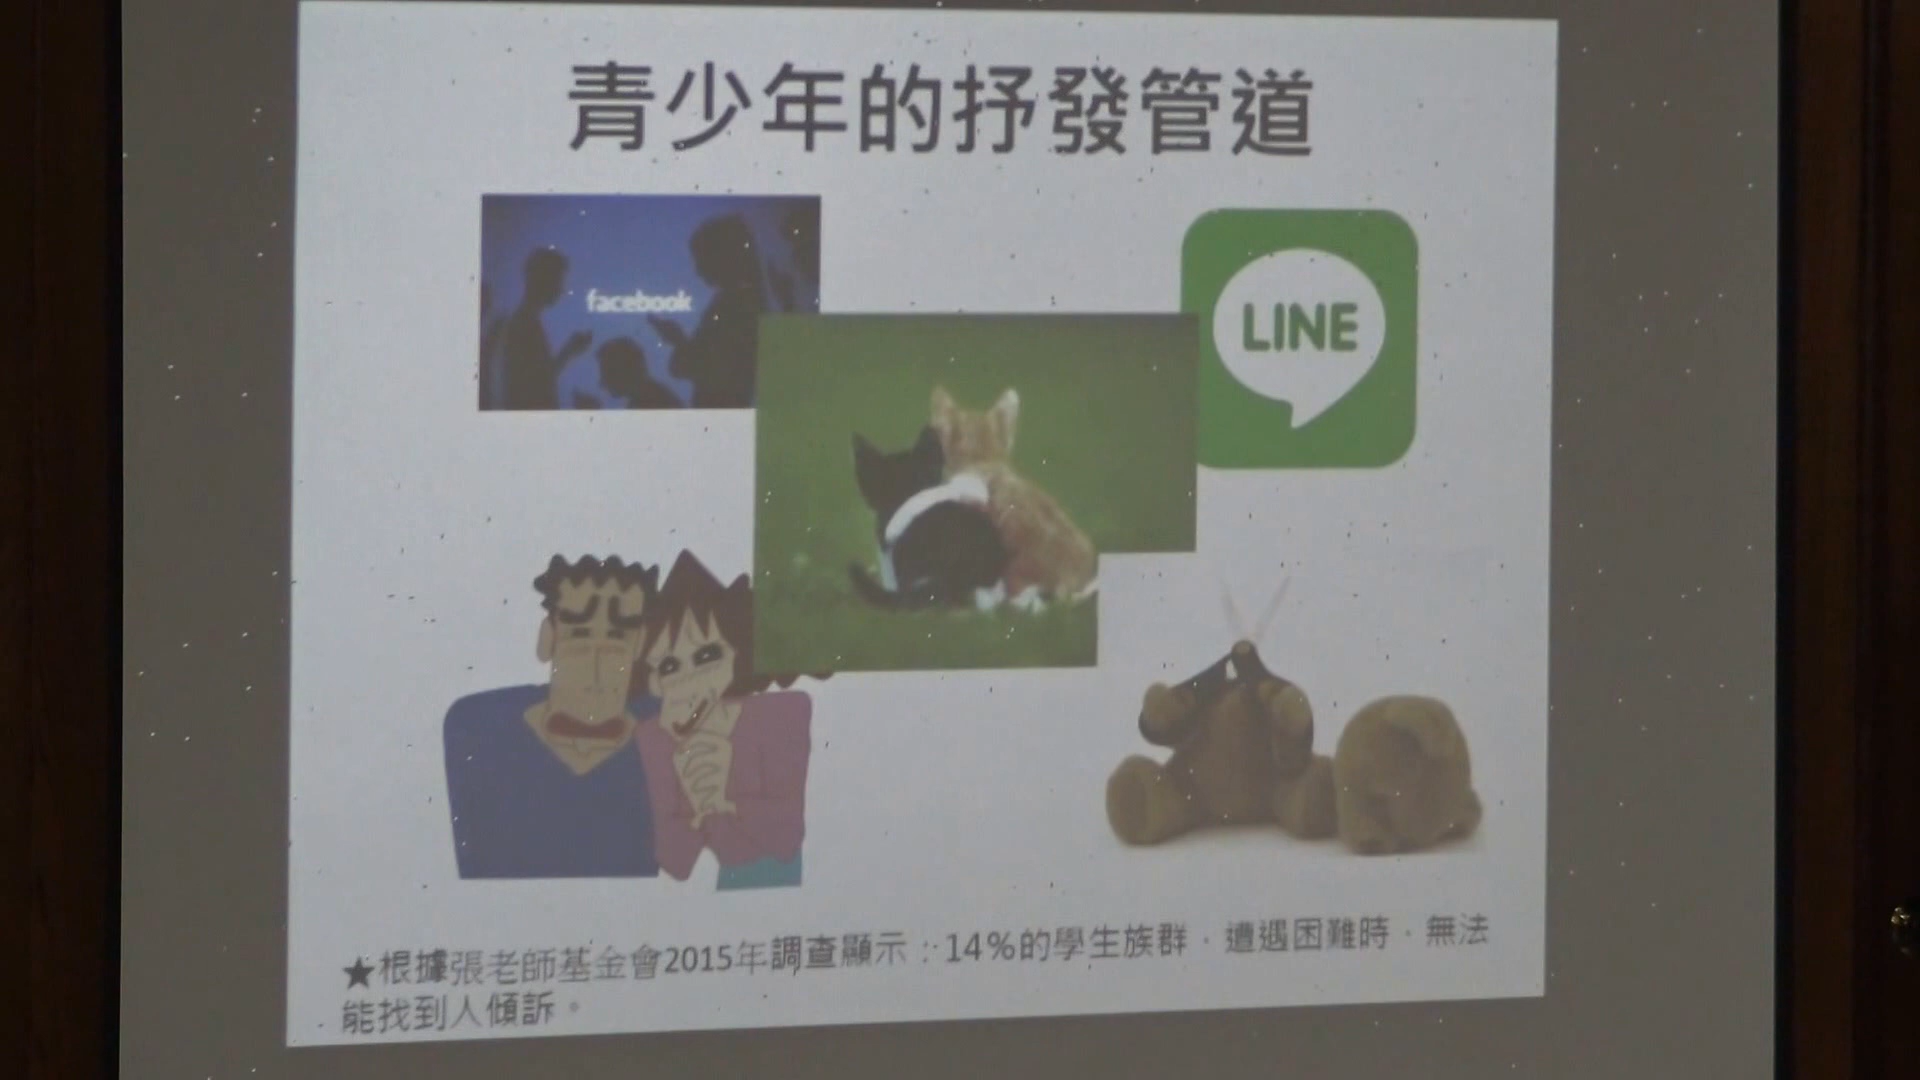 青少年的抒發管道
facebook
LINE
★根據張老師基金會2015年調查顯示：14%的學生族群，遭遇困難時，無法
能找到人傾訴。